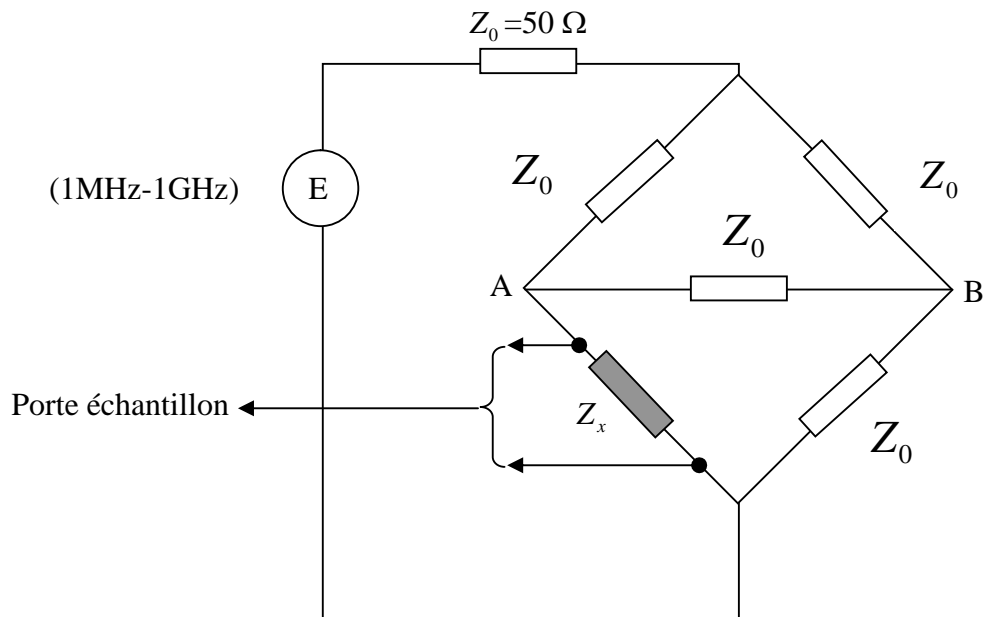 Z₀ =50 Ω
Z₀
Z₀
(1MHz-1GHz)
E
Z₀
A
B
Porte échantillon
Zₓ
Z₀